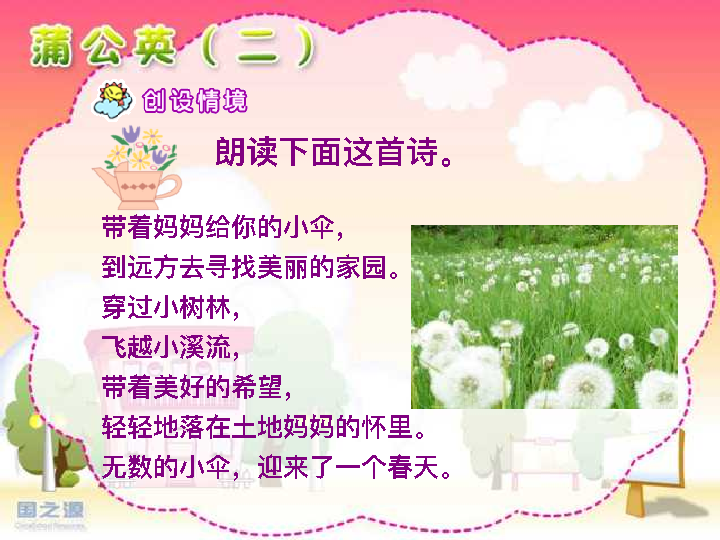 蒲公英（二）
创设情境
朗读下面这首诗。
带着妈妈给你的小伞，
到远方去寻找美丽的家园。
穿过小树林，
飞越小溪流，
带着美好的希望，
轻轻地落在土地妈妈的怀里。
无数的小伞，迎来了一个春天。
国之源